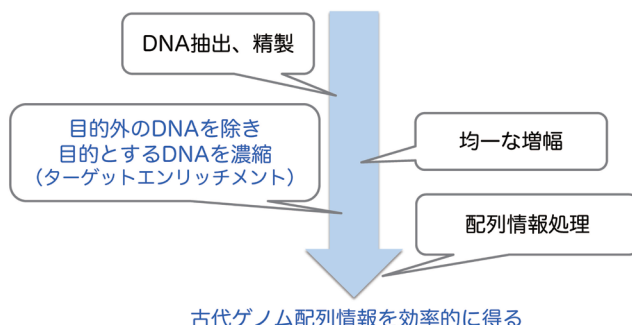 DNA抽出、精製
目的外のDNAを除き
目的とするDNAを濃縮
（ターゲットエンリッチメント）
均一な増幅
配列情報処理
古代ゲノム配列情報を効率的に得る